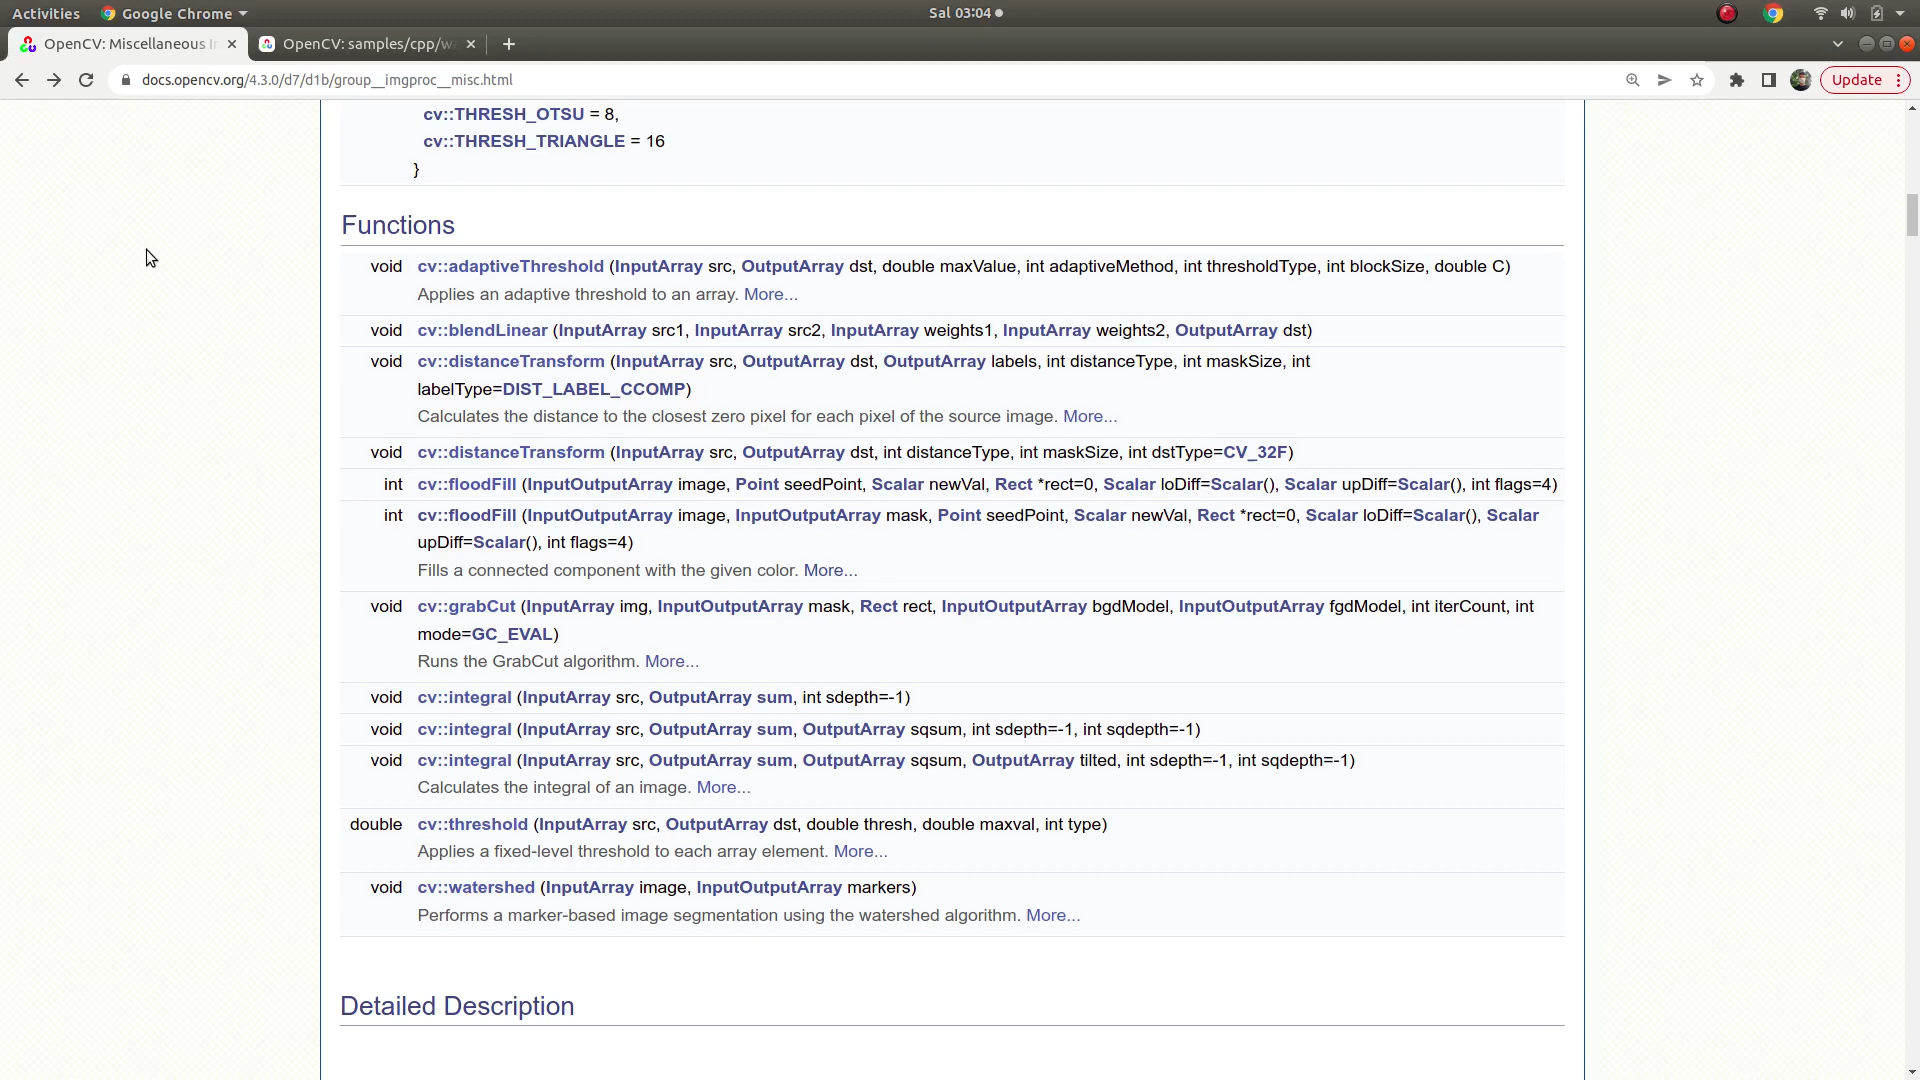 Activities
Google Chrome
Sal 03:04
OpenCV: Miscellaneous I
OpenCV: samples/cpp/w
docs.opencv.org/4.3.0/d7/d1b/group__imgproc__misc.html
Update
cv::THRESH_OTSU = 8,
cv::THRESH_TRIANGLE = 16
}
Functions
void cv::adaptiveThreshold (InputArray src, OutputArray dst, double maxValue, int adaptiveMethod, int thresholdType, int blockSize, double C)
Applies an adaptive threshold to an array. More...
void cv::blendLinear (InputArray src1, InputArray src2, InputArray weights1, InputArray weights2, OutputArray dst)
void cv::distanceTransform (InputArray src, OutputArray dst, OutputArray labels, int distanceType, int maskSize, int
labelType=DIST_LABEL_CCOMP)
Calculates the distance to the closest zero pixel for each pixel of the source image. More...
void cv::distanceTransform (InputArray src, OutputArray dst, int distanceType, int maskSize, int dstType=CV_32F)
int cv::floodFill (InputOutputArray image, Point seedPoint, Scalar newVal, Rect *rect=0, Scalar loDiff=Scalar(), Scalar upDiff=Scalar(), int flags=4)
int cv::floodFill (InputOutputArray image, InputOutputArray mask, Point seedPoint, Scalar newVal, Rect *rect=0, Scalar loDiff=Scalar(), Scalar
upDiff=Scalar(), int flags=4)
Fills a connected component with the given color. More...
void cv::grabCut (InputArray img, InputOutputArray mask, Rect rect, InputOutputArray bgdModel, InputOutputArray fgdModel, int iterCount, int
mode=GC_EVAL)
Runs the GrabCut algorithm. More...
void cv::integral (InputArray src, OutputArray sum, int sdepth=-1)
void cv::integral (InputArray src, OutputArray sum, OutputArray sqsum, int sdepth=-1, int sqdepth=-1)
void cv::integral (InputArray src, OutputArray sum, OutputArray sqsum, OutputArray tilted, int sdepth=-1, int sqdepth=-1)
Calculates the integral of an image. More...
double cv::threshold (InputArray src, OutputArray dst, double thresh, double maxval, int type)
Applies a fixed-level threshold to each array element. More...
void cv::watershed (InputArray image, InputOutputArray markers)
Performs a marker-based image segmentation using the watershed algorithm. More...
Detailed Description